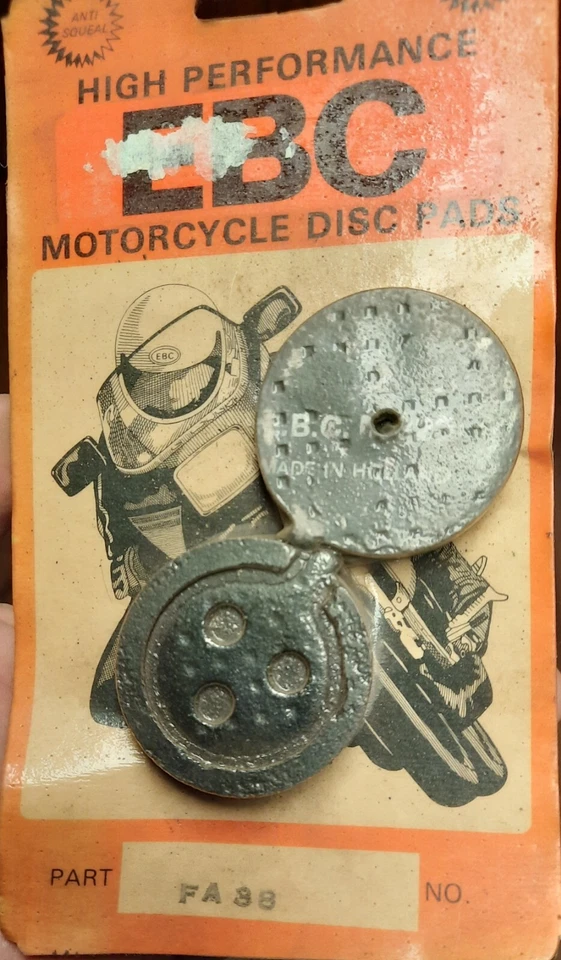 ANTI
SQUEAL
HIGH PERFORMANCE
EBC
MOTORCYCLE DISC PADS
EBC
E.B.C.
MADE IN HOLLAND
PART
FA 38
NO.